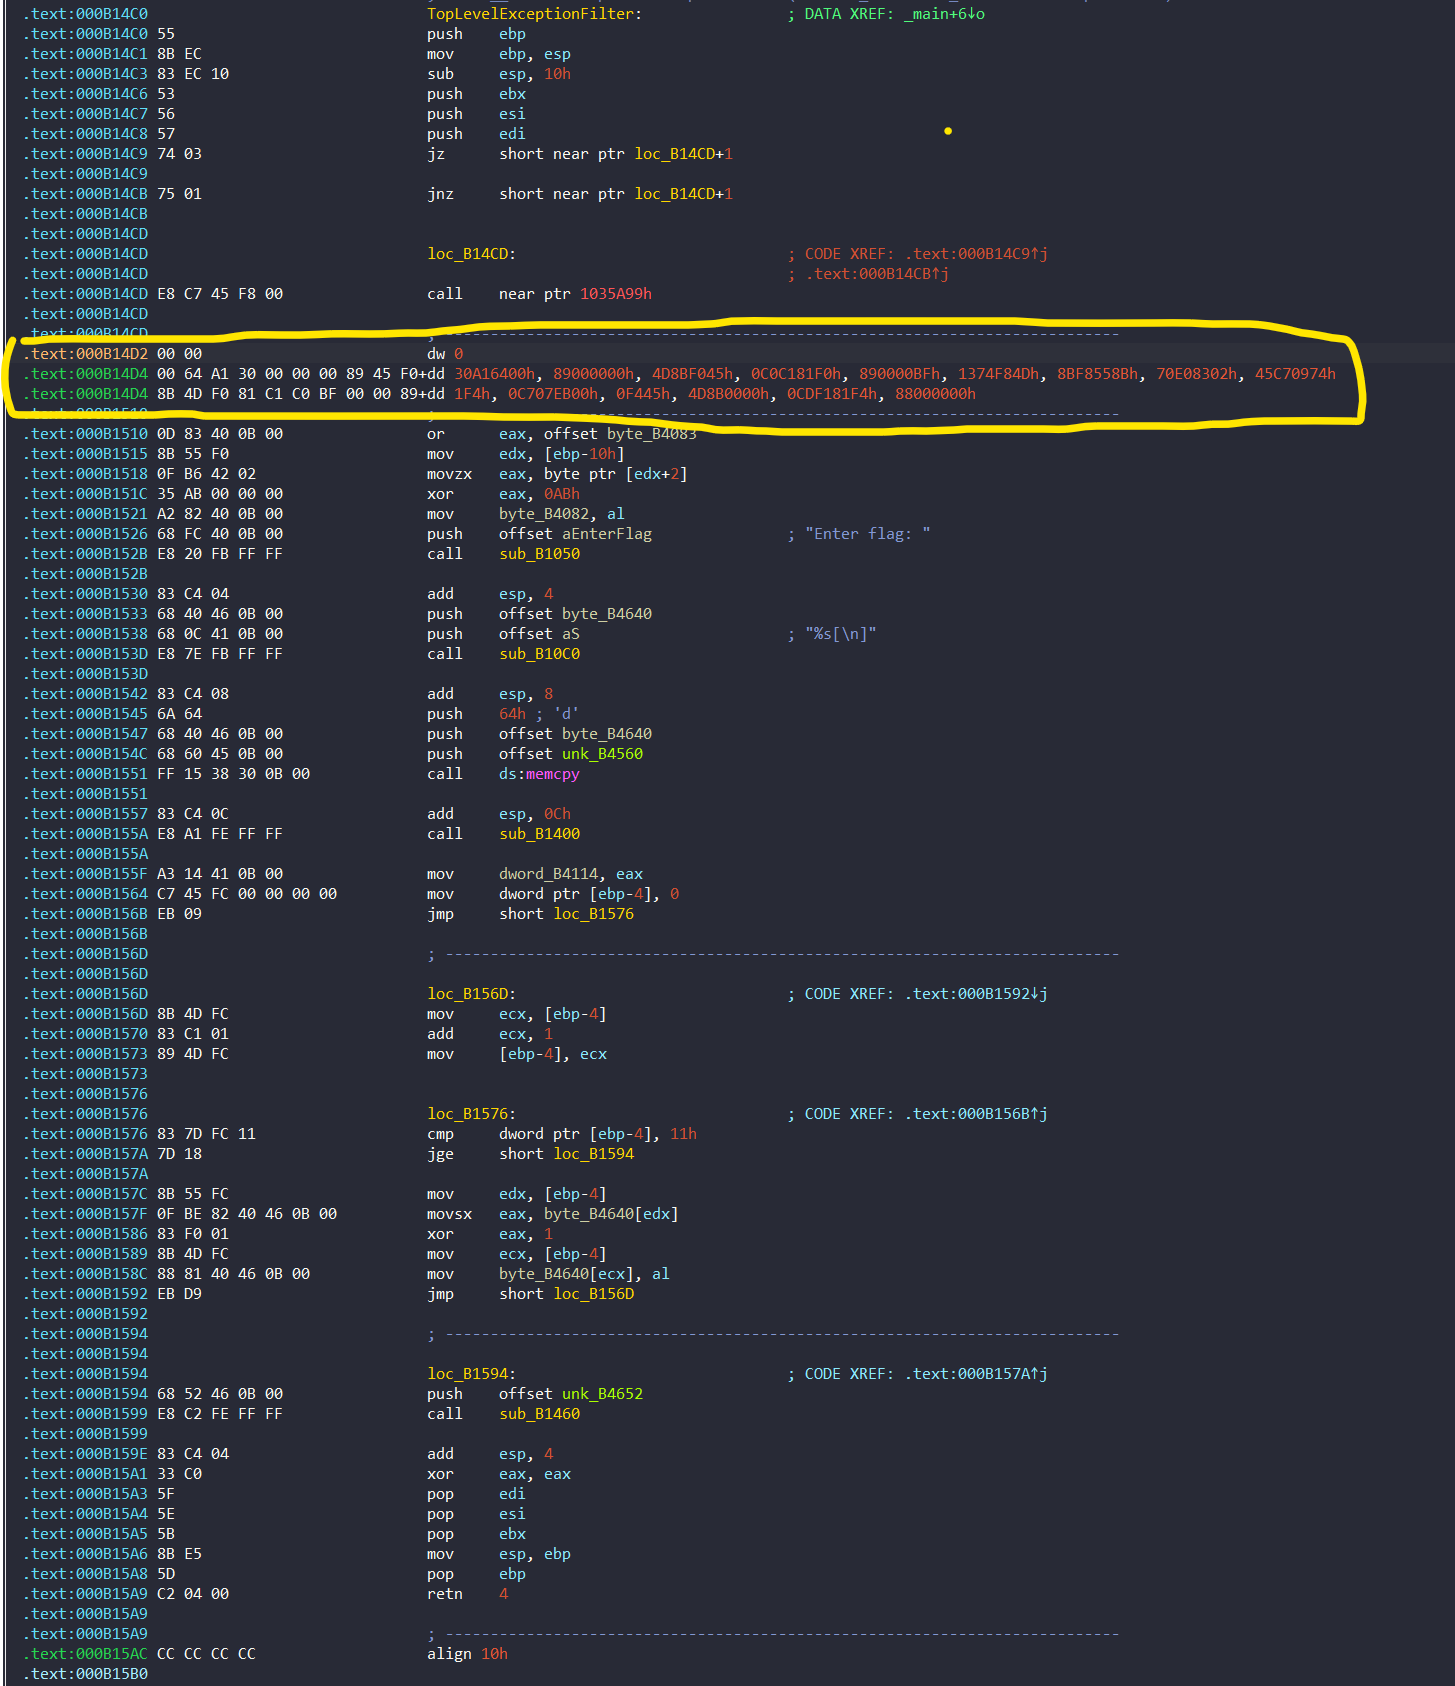 .text:000B14C0 TopLevelExceptionFilter: ; DATA XREF: _main+6↓o
.text:000B14C0 55 push ebp
.text:000B14C1 8B EC mov ebp, esp
.text:000B14C3 83 EC 10 sub esp, 10h
.text:000B14C6 53 push ebx
.text:000B14C7 56 push esi
.text:000B14C8 57 push edi
.text:000B14C9 74 03 jz short near ptr loc_B14CD+1
.text:000B14C9
.text:000B14CB 75 01 jnz short near ptr loc_B14CD+1
.text:000B14CB
.text:000B14CD
.text:000B14CD loc_B14CD: ; CODE XREF: .text:000B14C9↑j
.text:000B14CD ; .text:000B14CB↑j
.text:000B14CD E8 C7 45 F8 00 call near ptr 1035A99h
.text:000B14CD
.text:000B14CD ; ---------------------------------------------------------------------------
.text:000B14D2 00 00 dw 0
.text:000B14D4 00 64 A1 30 00 00 00 89 45 F0+dd 30A16400h, 89000000h, 4D8BF045h, 0C0C181F0h, 890000BFh, 1374F84Dh, 8BF8558Bh, 70E08302h, 45C70974h
.text:000B14D4 8B 4D F0 81 C1 C0 BF 00 00 89+dd 1F4h, 0C707EB00h, 0F445h, 4D8B0000h, 0CDF181F4h, 88000000h
.text:000B1510 ; ---------------------------------------------------------------------------
.text:000B1510 0D 83 40 0B 00 or eax, offset byte_B4083
.text:000B1515 8B 55 F0 mov edx, [ebp-10h]
.text:000B1518 0F B6 42 02 movzx eax, byte ptr [edx+2]
.text:000B151C 35 AB 00 00 00 xor eax, 0ABh
.text:000B1521 A2 82 40 0B 00 mov byte_B4082, al
.text:000B1526 68 FC 40 0B 00 push offset aEnterFlag ; "Enter flag: "
.text:000B152B E8 20 FB FF FF call sub_B1050
.text:000B152B
.text:000B1530 83 C4 04 add esp, 4
.text:000B1533 68 40 46 0B 00 push offset byte_B4640
.text:000B1538 68 0C 41 0B 00 push offset aS ; "%s[\n]"
.text:000B153D E8 7E FB FF FF call sub_B10C0
.text:000B153D
.text:000B1542 83 C4 08 add esp, 8
.text:000B1545 6A 64 push 64h ; 'd'
.text:000B1547 68 40 46 0B 00 push offset byte_B4640
.text:000B154C 68 60 45 0B 00 push offset unk_B4560
.text:000B1551 FF 15 38 30 0B 00 call ds:memcpy
.text:000B1551
.text:000B1557 83 C4 0C add esp, 0Ch
.text:000B155A E8 A1 FE FF FF call sub_B1400
.text:000B155A
.text:000B155F A3 14 41 0B 00 mov dword_B4114, eax
.text:000B1564 C7 45 FC 00 00 00 00 mov dword ptr [ebp-4], 0
.text:000B156B EB 09 jmp short loc_B1576
.text:000B156B
.text:000B156D ; ---------------------------------------------------------------------------
.text:000B156D
.text:000B156D loc_B156D: ; CODE XREF: .text:000B1592↓j
.text:000B156D 8B 4D FC mov ecx, [ebp-4]
.text:000B1570 83 C1 01 add ecx, 1
.text:000B1573 89 4D FC mov [ebp-4], ecx
.text:000B1573
.text:000B1576
.text:000B1576 loc_B1576: ; CODE XREF: .text:000B156B↑j
.text:000B1576 83 7D FC 11 cmp dword ptr [ebp-4], 11h
.text:000B157A 7D 18 jge short loc_B1594
.text:000B157A
.text:000B157C 8B 55 FC mov edx, [ebp-4]
.text:000B157F 0F BE 82 40 46 0B 00 movsx eax, byte_B4640[edx]
.text:000B1586 83 F0 01 xor eax, 1
.text:000B1589 8B 4D FC mov ecx, [ebp-4]
.text:000B158C 88 81 40 46 0B 00 mov byte_B4640[ecx], al
.text:000B1592 EB D9 jmp short loc_B156D
.text:000B1592
.text:000B1594 ; ---------------------------------------------------------------------------
.text:000B1594
.text:000B1594 loc_B1594: ; CODE XREF: .text:000B157A↑j
.text:000B1594 68 52 46 0B 00 push offset unk_B4652
.text:000B1599 E8 C2 FE FF FF call sub_B1460
.text:000B1599
.text:000B159E 83 C4 04 add esp, 4
.text:000B15A1 33 C0 xor eax, eax
.text:000B15A3 5F pop edi
.text:000B15A4 5E pop esi
.text:000B15A5 5B pop ebx
.text:000B15A6 8B E5 mov esp, ebp
.text:000B15A8 5D pop ebp
.text:000B15A9 C2 04 00 retn 4
.text:000B15A9
.text:000B15A9 ; ---------------------------------------------------------------------------
.text:000B15AC CC CC CC CC align 10h
.text:000B15B0